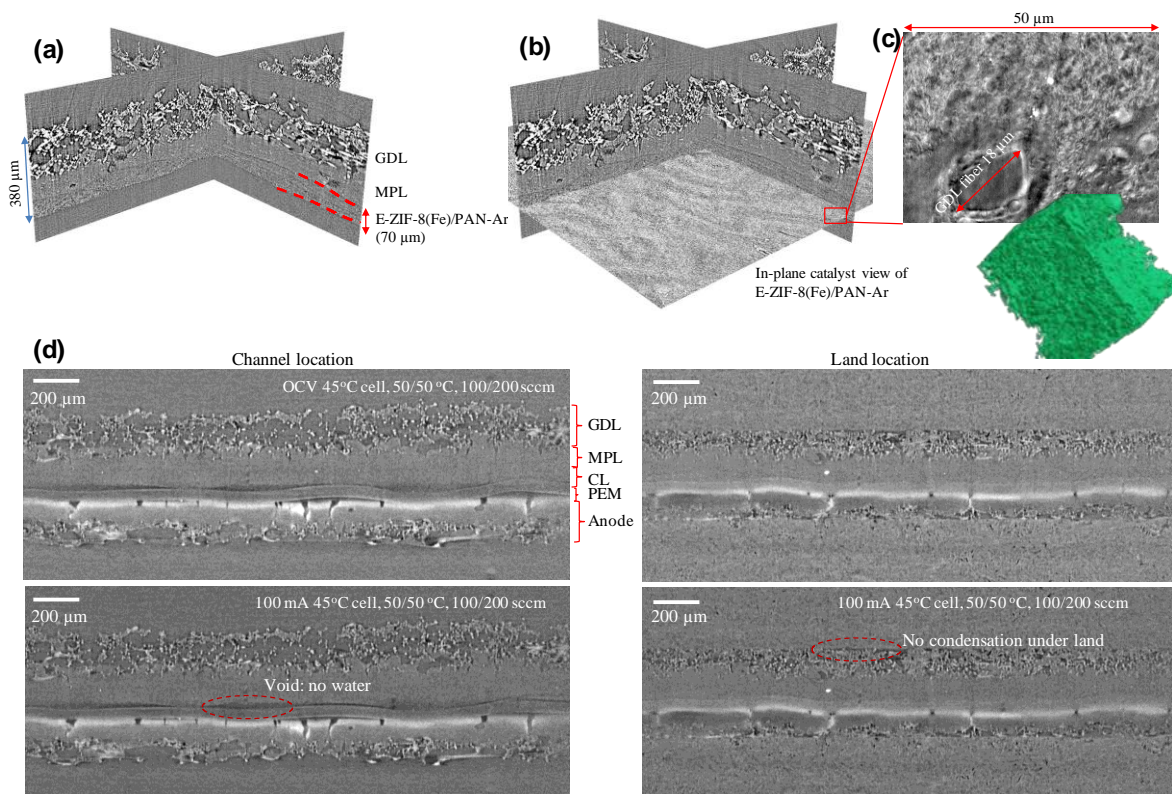 (a)
380 µm
GDL
MPL
E-ZIF-8(Fe)/PAN-Ar
(70 µm)
(b)
In-plane catalyst view of
E-ZIF-8(Fe)/PAN-Ar
(c)
50 µm
GDL fiber 18 µm
(d)
Channel location
200 µm
OCV 45°C cell, 50/50 °C, 100/200 sccm
GDL
MPL
CL
PEM
Anode
Land location
200 µm
200 µm
100 mA 45°C cell, 50/50 °C, 100/200 sccm
Void: no water
200 µm
100 mA 45°C cell, 50/50 °C, 100/200 sccm
No condensation under land